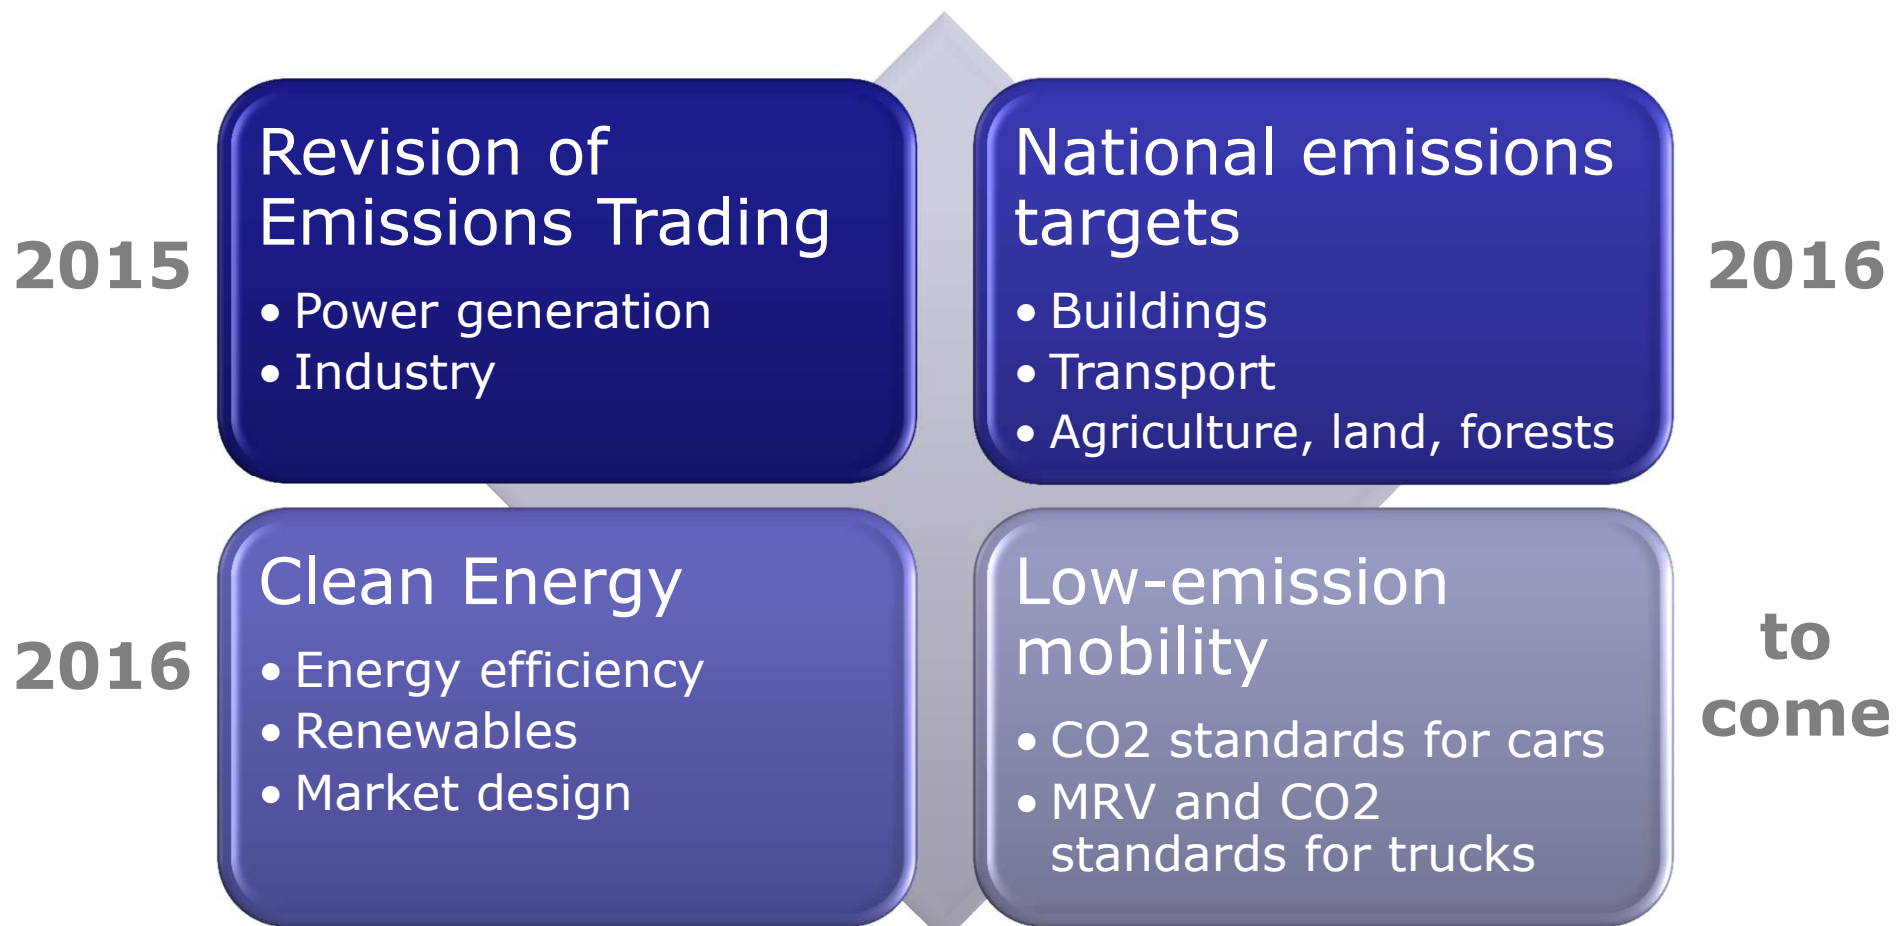 2015
Revision of
Emissions Trading
• Power generation
• Industry
National emissions
targets
• Buildings
• Transport
• Agriculture, land, forests
2016
2016
Clean Energy
• Energy efficiency
• Renewables
• Market design
Low-emission
mobility
• CO2 standards for cars
• MRV and CO2
standards for trucks
to
come